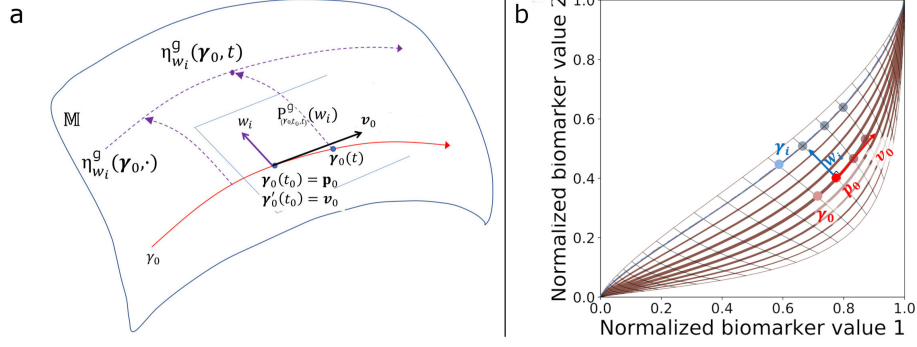 a
η^g_{w_i}(γ_0, t)
𝕄
P^g_{(γ_0,t_0,t)}(w_i)
w_i
v_0
γ_0(t)
η^g_{w_i}(γ_0,·)
γ_0(t_0) = p_0
γ′_0(t_0) = v_0
γ_0
b
Normalized biomarker value 2
1.0
0.8
0.6
0.4
0.2
0.0
γ_i
w_i
v_0
p_0
γ_0
0.0 0.2 0.4 0.6 0.8 1.0
Normalized biomarker value 1